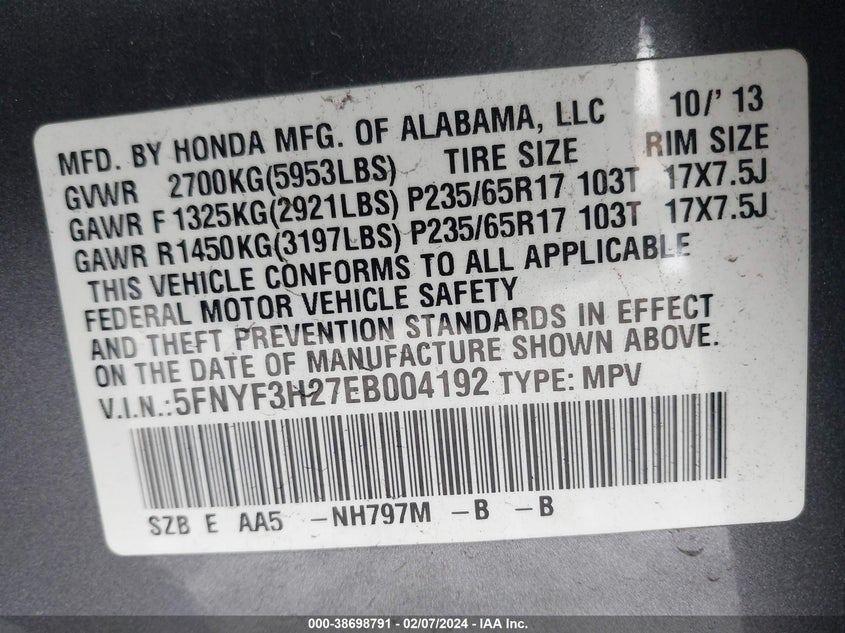 MFD. BY HONDA MFG. OF ALABAMA, LLC 10/' 13
GVWR 2700KG(5953LBS) TIRE SIZE RIM SIZE
GAWR F 1325KG(2921LBS) P235/65R17 103T 17X7.5J
GAWR R1450KG(3197LBS) P235/65R17 103T 17X7.5J
THIS VEHICLE CONFORMS TO ALL APPLICABLE
FEDERAL MOTOR VEHICLE SAFETY
AND THEFT PREVENTION STANDARDS IN EFFECT
ON THE DATE OF MANUFACTURE SHOWN ABOVE.
V.I.N.:5FNYF3H27EB004192 TYPE: MPV
SZB E AA5 -NH797M -B -B
000-38698791 - 02/07/2024 - IAA Inc.